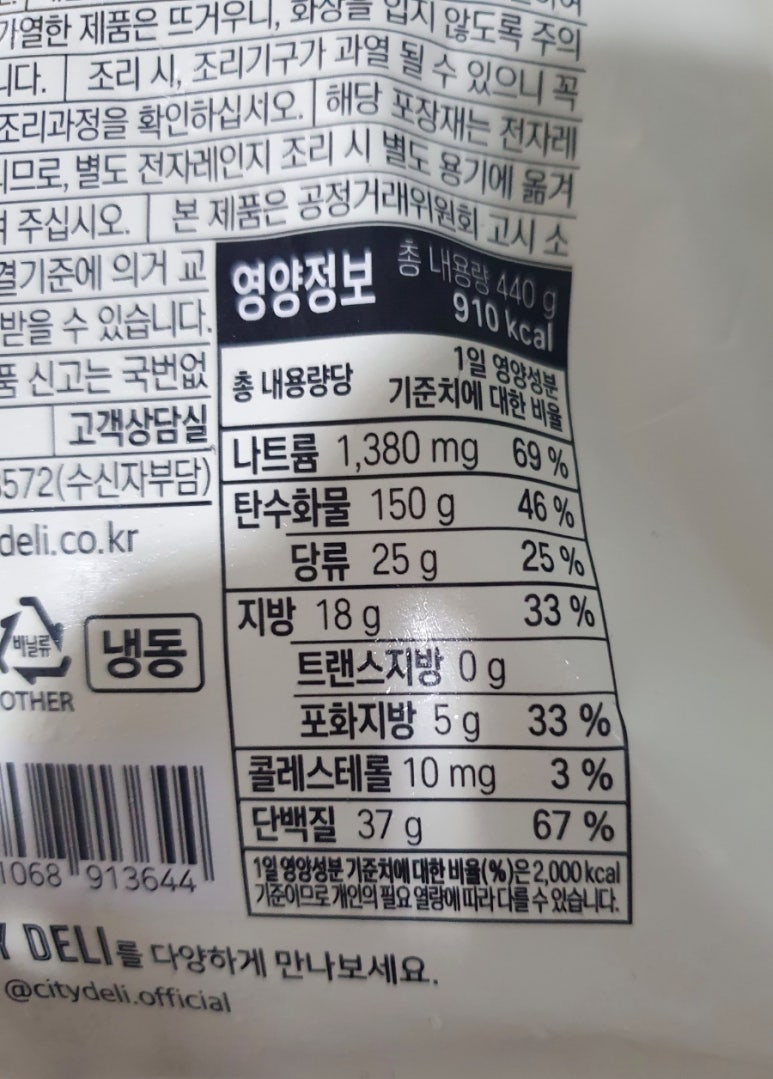 가열한 제품은 뜨거우니, 화상을 입지 않도록 주의
니다. 조리 시, 조리기구가 과열 될 수 있으니 꼭
조리과정을 확인하십시오. 해당 포장재는 전자레
므로, 별도 전자레인지 조리 시 별도 용기에 옮겨
주십시오. 본 제품은 공정거래위원회 고시 소
결기준에 의거 교
받을 수 있습니다.
품 신고는 국번없
고객상담실
3572(수신자부담)
deli.co.kr
비닐류
OTHER
냉동
영양정보 총 내용량 440 g
910 kcal
총 내용량당 1일 영양성분
기준치에 대한 비율
나트륨 1,380 mg 69 %
탄수화물 150 g 46 %
당류 25 g 25 %
지방 18 g 33 %
트랜스지방 0 g
포화지방 5 g 33 %
콜레스테롤 10 mg 3 %
단백질 37 g 67 %
1일 영양성분 기준치에 대한 비율(%)은 2,000 kcal
기준이므로 개인의 필요 열량에 따라 다를 수 있습니다.
1068 913644
Y DELI를 다양하게 만나보세요.
@citydeli.official